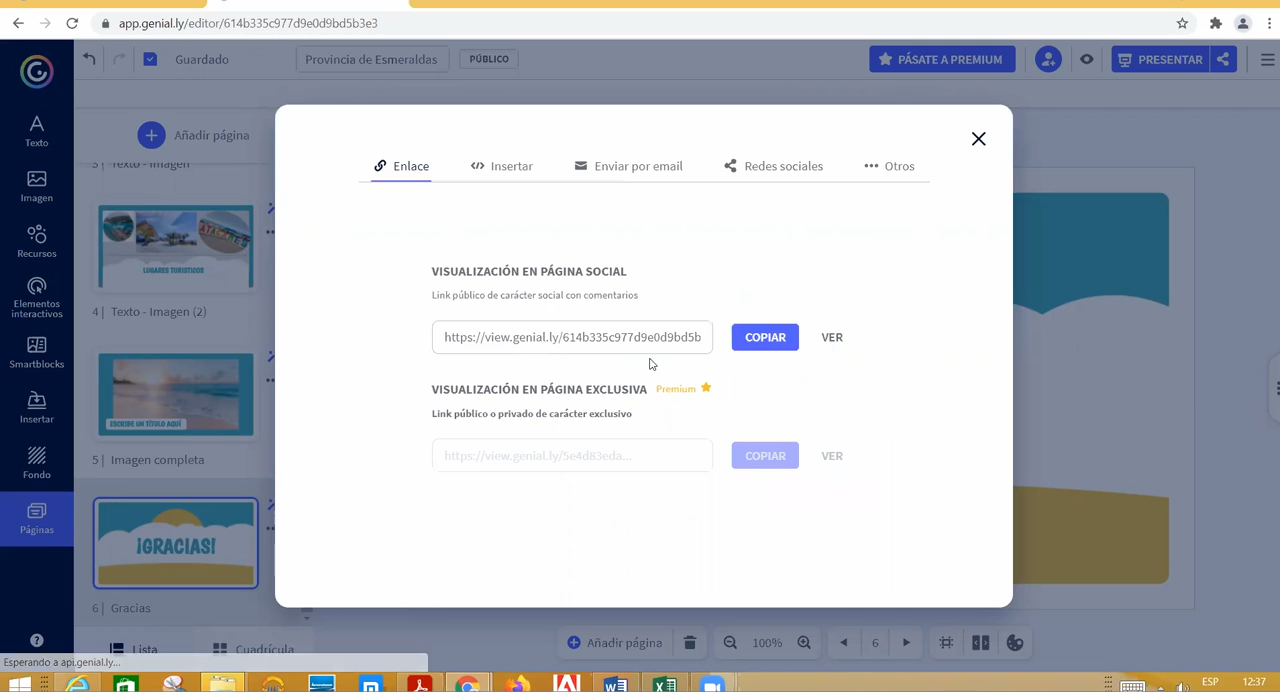 app.genial.ly/editor/614b335c977d9e0d9bd5b3e3
Guardado
Provincia de Esmeraldas
PÚBLICO
PÁSATE A PREMIUM
PRESENTAR
Texto
Imagen
Recursos
Elementos
interactivos
Smartblocks
Insertar
Fondo
Páginas
Añadir página
3 | Texto - Imagen
ATACAMES
LUGARES TURISTICOS
4 | Texto - Imagen (2)
ESCRIBE UN TÍTULO AQUÍ
5 | Imagen completa
¡GRACIAS!
6 | Gracias
Lista
Cuadrícula
Enlace
Insertar
Enviar por email
Redes sociales
Otros
VISUALIZACIÓN EN PÁGINA SOCIAL
Link público de carácter social con comentarios
https://view.genial.ly/614b335c977d9e0d9bd5b
COPIAR
VER
VISUALIZACIÓN EN PÁGINA EXCLUSIVA Premium
Link público o privado de carácter exclusivo
https://view.genial.ly/5e4d83eda...
COPIAR
VER
Añadir página
100%
6
Esperando a api.genial.ly...
ESP
12:37